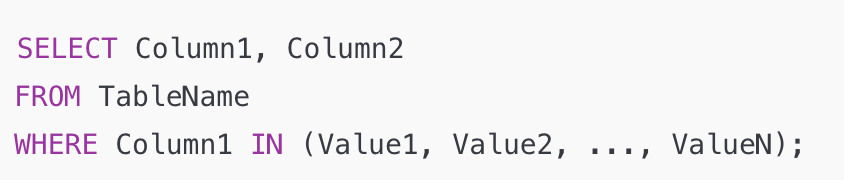 SELECT Column1, Column2
FROM TableName
WHERE Column1 IN (Value1, Value2, ..., ValueN);